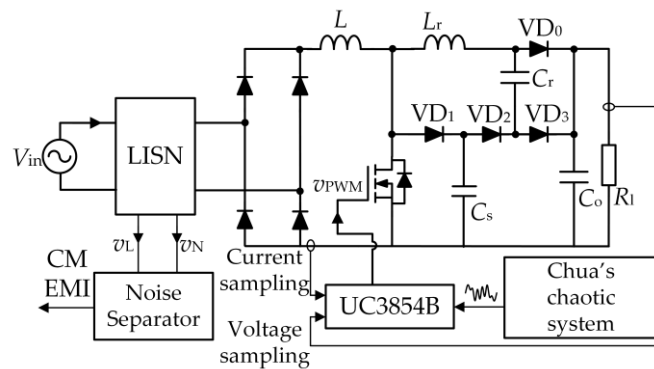 L
Lr
VD0
Cr
VD1
VD2
VD3
Vin
LISN
vPWM
Cs
Co
Rl
vL
vN
CM
EMI
Noise
Separator
Current
sampling
Voltage
sampling
UC3854B
Chua's
chaotic
system